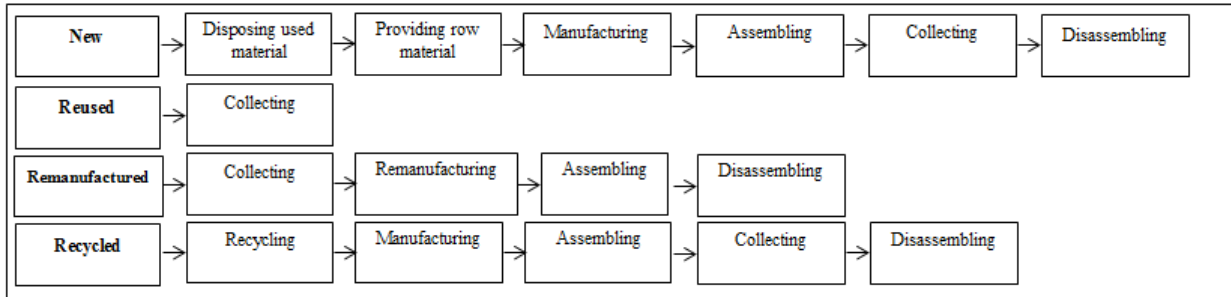 New
Disposing used
material
Providing row
material
Manufacturing
Assembling
Collecting
Disassembling
Reused
Collecting
Remanufactured
Collecting
Remanufacturing
Assembling
Disassembling
Recycled
Recycling
Manufacturing
Assembling
Collecting
Disassembling